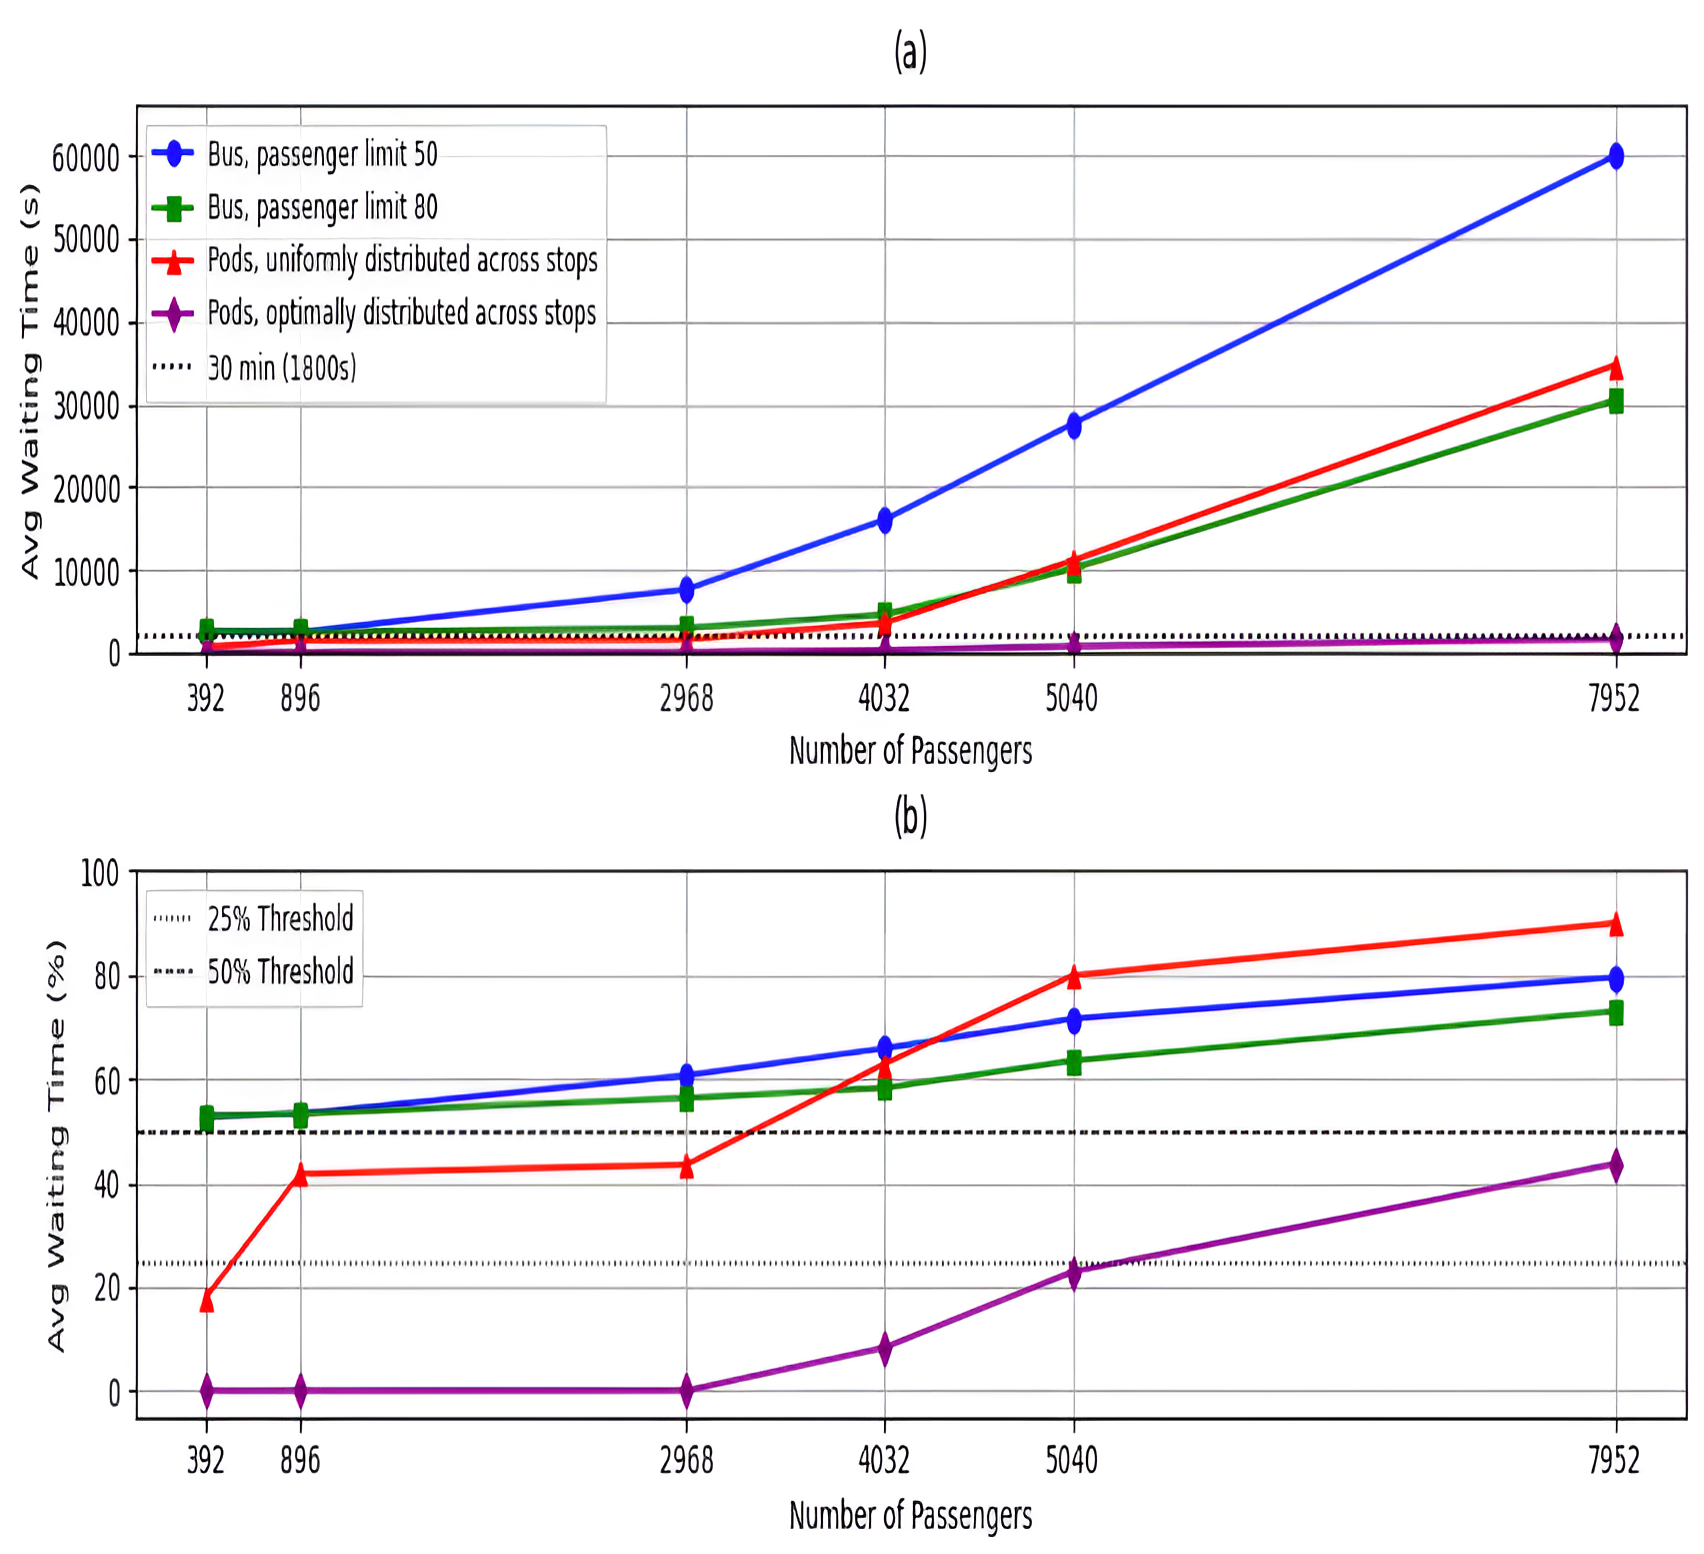 (a)
Avg Waiting Time (s)
60000
50000
40000
30000
20000
10000
0
Bus, passenger limit 50
Bus, passenger limit 80
Pods, uniformly distributed across stops
Pods, optimally distributed across stops
30 min (1800s)
392 896 2968 4032 5040 7952
Number of Passengers
(b)
Avg Waiting Time (%)
100
80
60
40
20
0
25% Threshold
50% Threshold
392 896 2968 4032 5040 7952
Number of Passengers